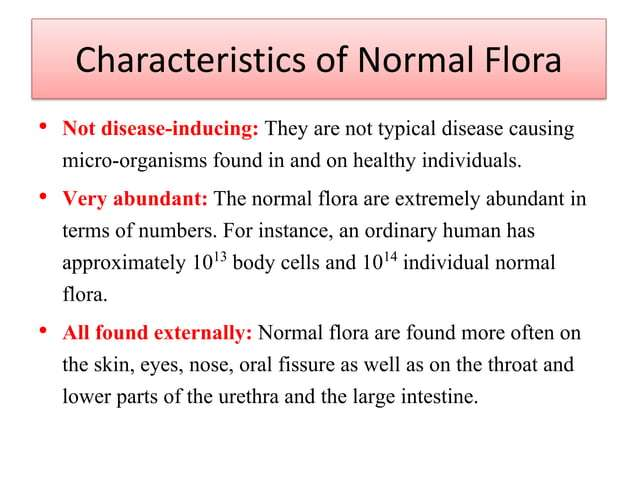 Characteristics of Normal Flora
• Not disease-inducing: They are not typical disease causing
micro-organisms found in and on healthy individuals.
• Very abundant: The normal flora are extremely abundant in
terms of numbers. For instance, an ordinary human has
approximately 10¹³ body cells and 10¹⁴ individual normal
flora.
• All found externally: Normal flora are found more often on
the skin, eyes, nose, oral fissure as well as on the throat and
lower parts of the urethra and the large intestine.